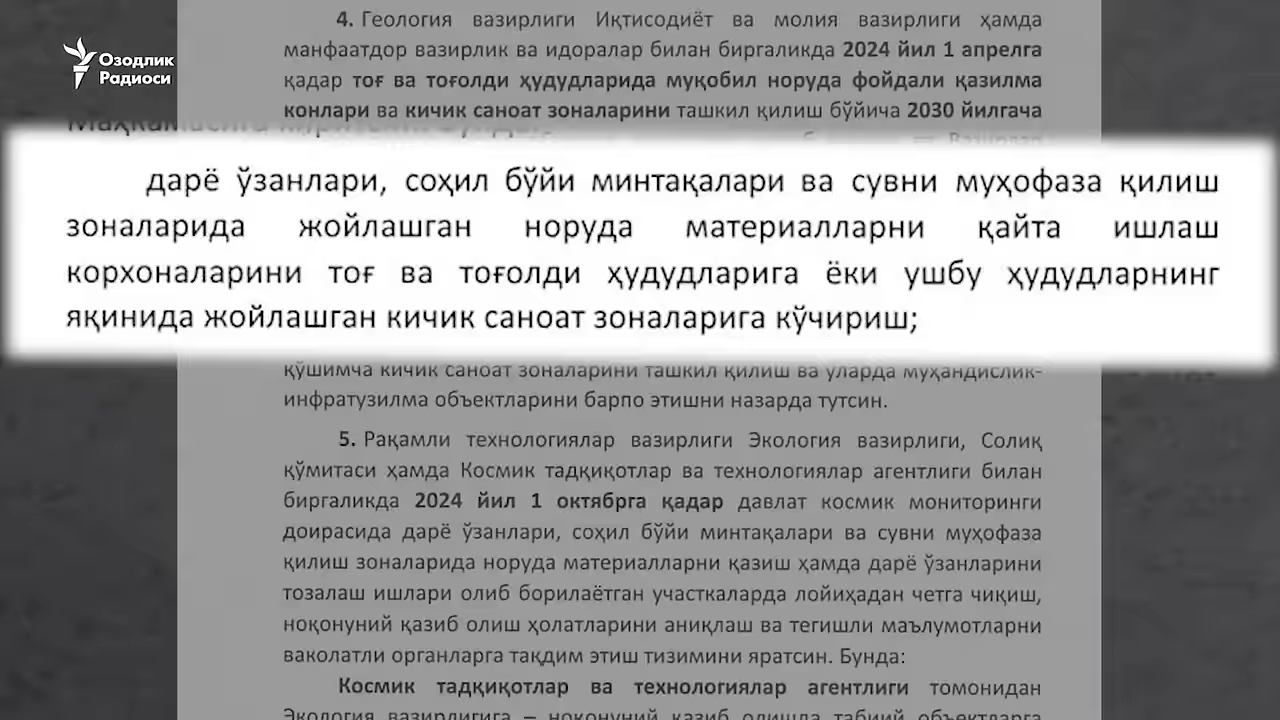 Озодлик
Радиоси
4. Геология вазирлиги Иқтисодиёт ва молия вазирлиги ҳамда
манфаатдор вазирлик ва идоралар билан биргаликда 2024 йил 1 апрелга
қадар тоғ ва тоғолди ҳудудларида муқобил норуда фойдали қазилма
конлари ва кичик саноат зоналарини ташкил қилиш бўйича 2030 йилгача
дарё ўзанлари, соҳил бўйи минтақалари ва сувни муҳофаза қилиш
зоналарида жойлашган норуда материалларни қайта ишлаш
корхоналарини тоғ ва тоғолди ҳудудларига ёки ушбу ҳудудларнинг
яқинида жойлашган кичик саноат зоналарига кўчириш;
қўшимча кичик саноат зоналарини ташкил қилиш ва уларда муҳандислик-
инфратузилма объектларини барпо этишни назарда тутсин.
5. Рақамли технологиялар вазирлиги Экология вазирлиги, Солиқ
қўмитаси ҳамда Космик тадқиқотлар ва технологиялар агентлиги билан
биргаликда 2024 йил 1 октябрга қадар давлат космик мониторинги
доирасида дарё ўзанлари, соҳил бўйи минтақалари ва сувни муҳофаза
қилиш зоналарида норуда материалларни қазиш ҳамда дарё ўзанларини
тозалаш ишлари олиб борилаётган участкаларда лойиҳадан четга чиқиш,
ноқонуний қазиб олиш ҳолатларини аниқлаш ва тегишли маълумотларни
ваколатли органларга тақдим этиш тизимини яратсин. Бунда:
Космик тадқиқотлар ва технологиялар агентлиги томонидан
Экология вазирлигига – ноқонуний қазиб олишда табиий объектларга